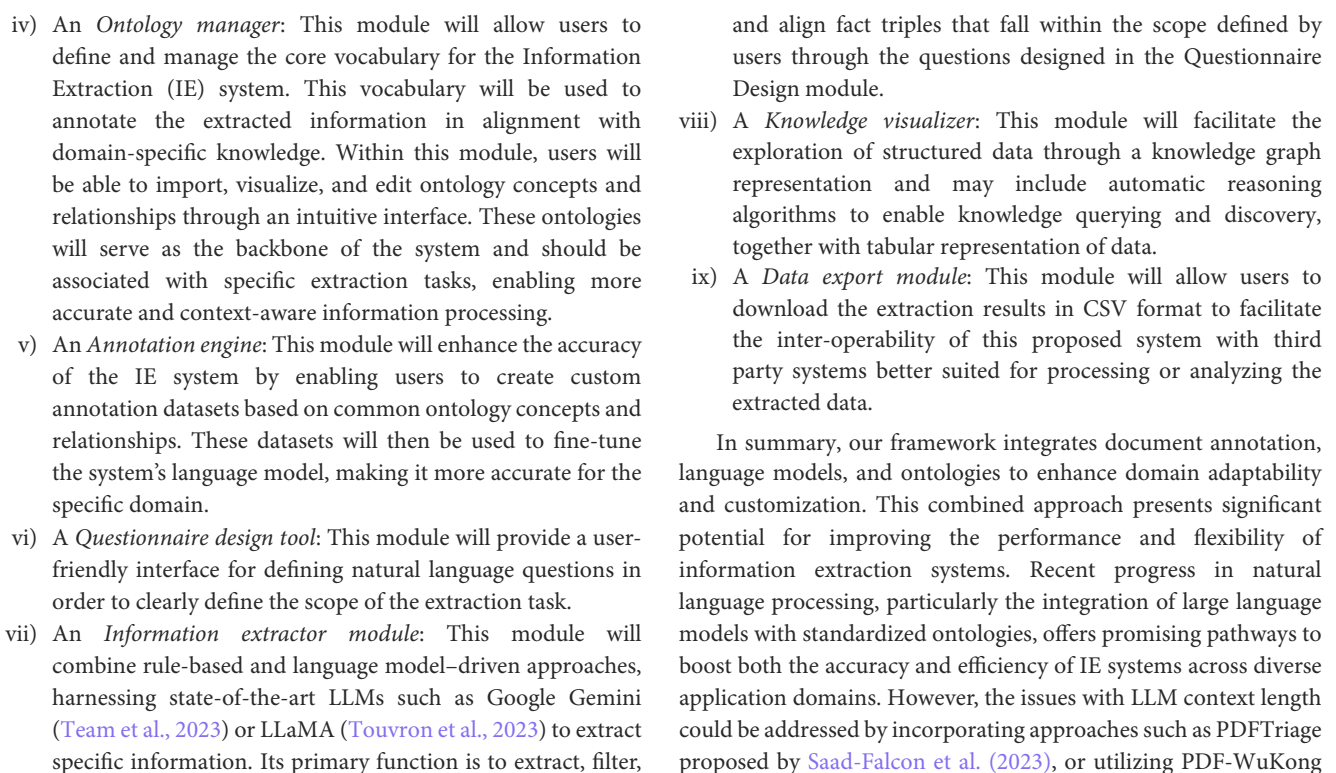 iv) An Ontology manager: This module will allow users to
define and manage the core vocabulary for the Information
Extraction (IE) system. This vocabulary will be used to
annotate the extracted information in alignment with
domain-specific knowledge. Within this module, users will
be able to import, visualize, and edit ontology concepts and
relationships through an intuitive interface. These ontologies
will serve as the backbone of the system and should be
associated with specific extraction tasks, enabling more
accurate and context-aware information processing.
v) An Annotation engine: This module will enhance the accuracy
of the IE system by enabling users to create custom
annotation datasets based on common ontology concepts and
relationships. These datasets will then be used to fine-tune
the system's language model, making it more accurate for the
specific domain.
vi) A Questionnaire design tool: This module will provide a user-
friendly interface for defining natural language questions in
order to clearly define the scope of the extraction task.
vii) An Information extractor module: This module will
combine rule-based and language model–driven approaches,
harnessing state-of-the-art LLMs such as Google Gemini
(Team et al., 2023) or LLaMA (Touvron et al., 2023) to extract
specific information. Its primary function is to extract, filter,
and align fact triples that fall within the scope defined by
users through the questions designed in the Questionnaire
Design module.
viii) A Knowledge visualizer: This module will facilitate the
exploration of structured data through a knowledge graph
representation and may include automatic reasoning
algorithms to enable knowledge querying and discovery,
together with tabular representation of data.
ix) A Data export module: This module will allow users to
download the extraction results in CSV format to facilitate
the inter-operability of this proposed system with third
party systems better suited for processing or analyzing the
extracted data.
In summary, our framework integrates document annotation,
language models, and ontologies to enhance domain adaptability
and customization. This combined approach presents significant
potential for improving the performance and flexibility of
information extraction systems. Recent progress in natural
language processing, particularly the integration of large language
models with standardized ontologies, offers promising pathways to
boost both the accuracy and efficiency of IE systems across diverse
application domains. However, the issues with LLM context length
could be addressed by incorporating approaches such as PDFTriage
proposed by Saad-Falcon et al. (2023), or utilizing PDF-WuKong